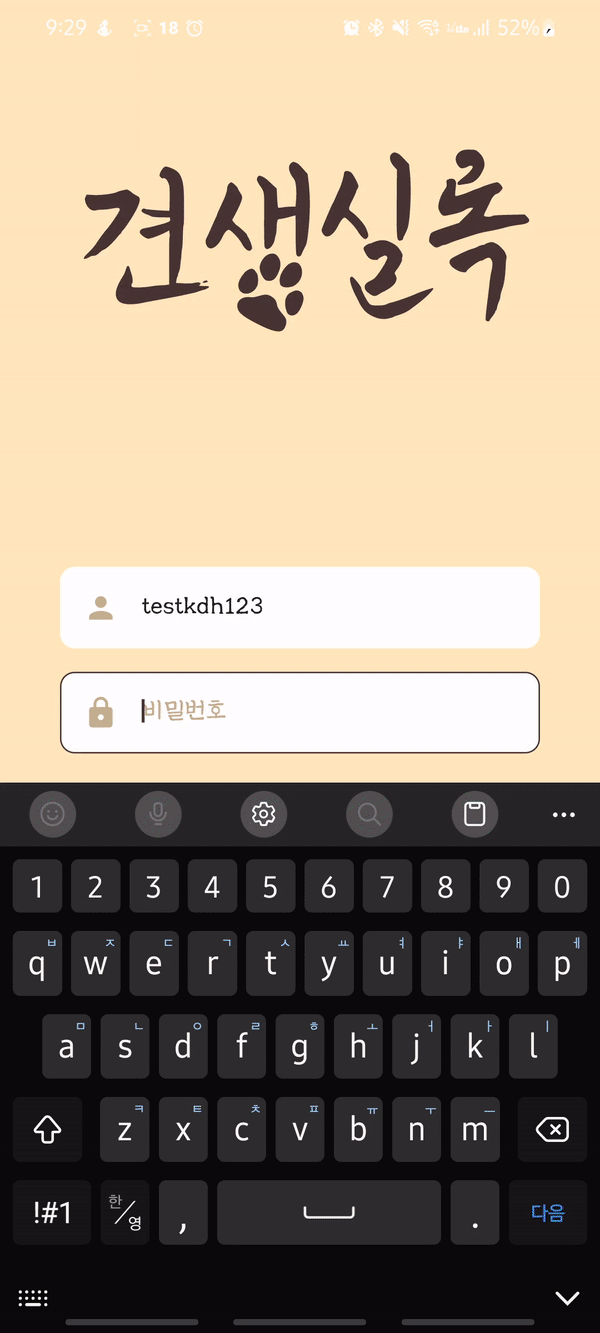 9:29 18 52%
견생실록
testkdh123
비밀번호
1 2 3 4 5 6 7 8 9 0
q ㅂ w ㅈ e ㄷ r ㄱ t ㅅ y ㅛ u ㅕ i ㅑ o ㅐ p ㅔ
a ㅁ s ㄴ d ㅇ f ㄹ g ㅎ h ㅗ j ㅓ k ㅏ l ㅣ
z ㅋ x ㅌ c ㅊ v ㅍ b ㅠ n ㅜ m ㅡ
!#1 한/영 , . 다음